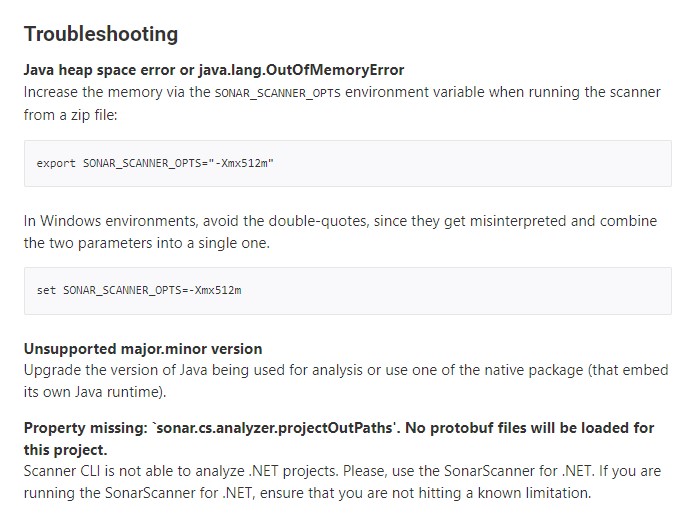 Troubleshooting
Java heap space error or java.lang.OutOfMemoryError
Increase the memory via the SONAR_SCANNER_OPTS environment variable when running the scanner
from a zip file:
export SONAR_SCANNER_OPTS="-Xmx512m"
In Windows environments, avoid the double-quotes, since they get misinterpreted and combine
the two parameters into a single one.
set SONAR_SCANNER_OPTS=-Xmx512m
Unsupported major.minor version
Upgrade the version of Java being used for analysis or use one of the native package (that embed
its own Java runtime).
Property missing: `sonar.cs.analyzer.projectOutPaths'. No protobuf files will be loaded for
this project.
Scanner CLI is not able to analyze .NET projects. Please, use the SonarScanner for .NET. If you are
running the SonarScanner for .NET, ensure that you are not hitting a known limitation.